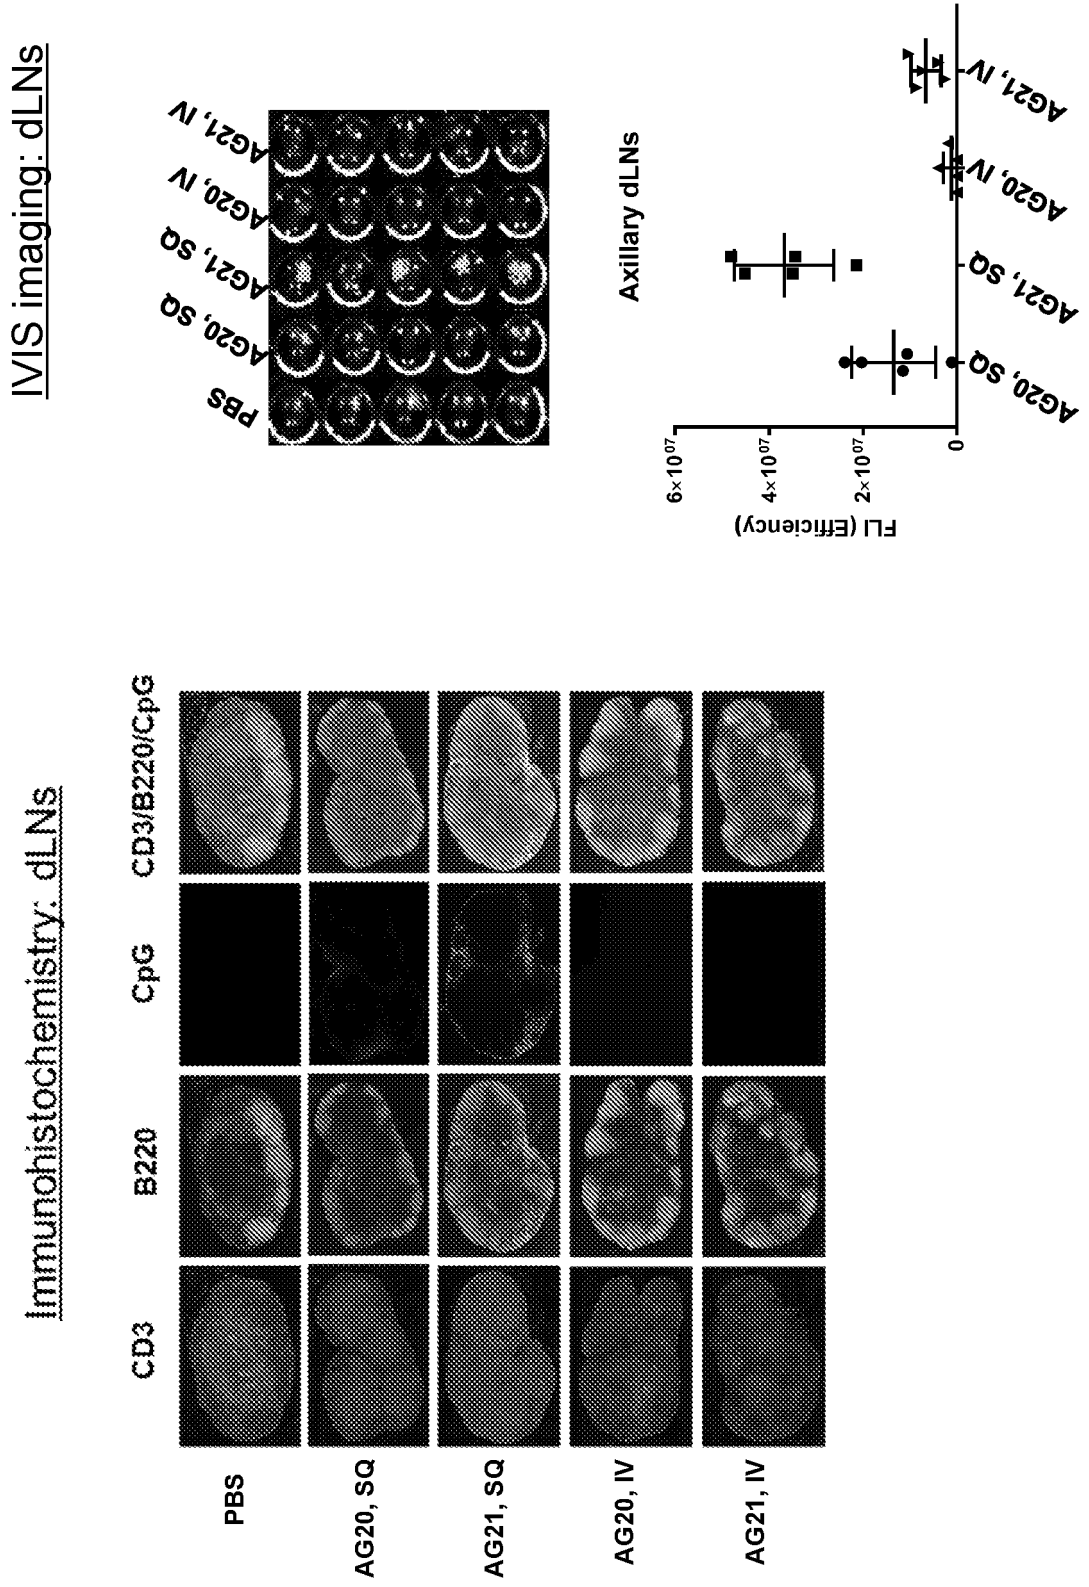 Immunohistochemistry: dLNs
CD3
B220
CpG
CD3/B220/CpG
PBS
AG20, SQ
AG21, SQ
AG20, IV
AG21, IV
IVIS imaging: dLNs
PBS
AG20, SQ
AG21, SQ
AG20, IV
AG21, IV
Axillary dLNs
FLI (Efficiency)
6×10⁰⁷
4×10⁰⁷
2×10⁰⁷
0
AG20, SQ
AG21, SQ
AG20, IV
AG21, IV